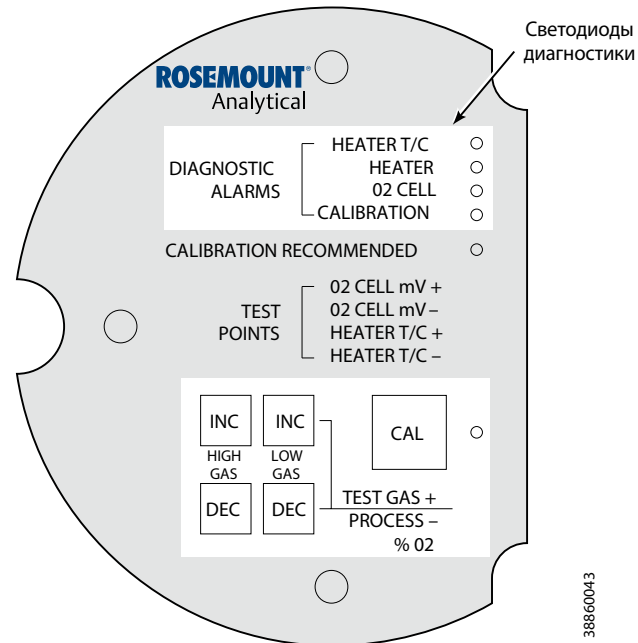 Светодиоды
диагностики
ROSEMOUNT®
Analytical
DIAGNOSTIC
ALARMS
HEATER T/C
HEATER
02 CELL
CALIBRATION
CALIBRATION RECOMMENDED
TEST
POINTS
02 CELL mV +
02 CELL mV –
HEATER T/C +
HEATER T/C –
INC
INC
CAL
HIGH
GAS
LOW
GAS
DEC
DEC
TEST GAS +
PROCESS –
% 02
38860043